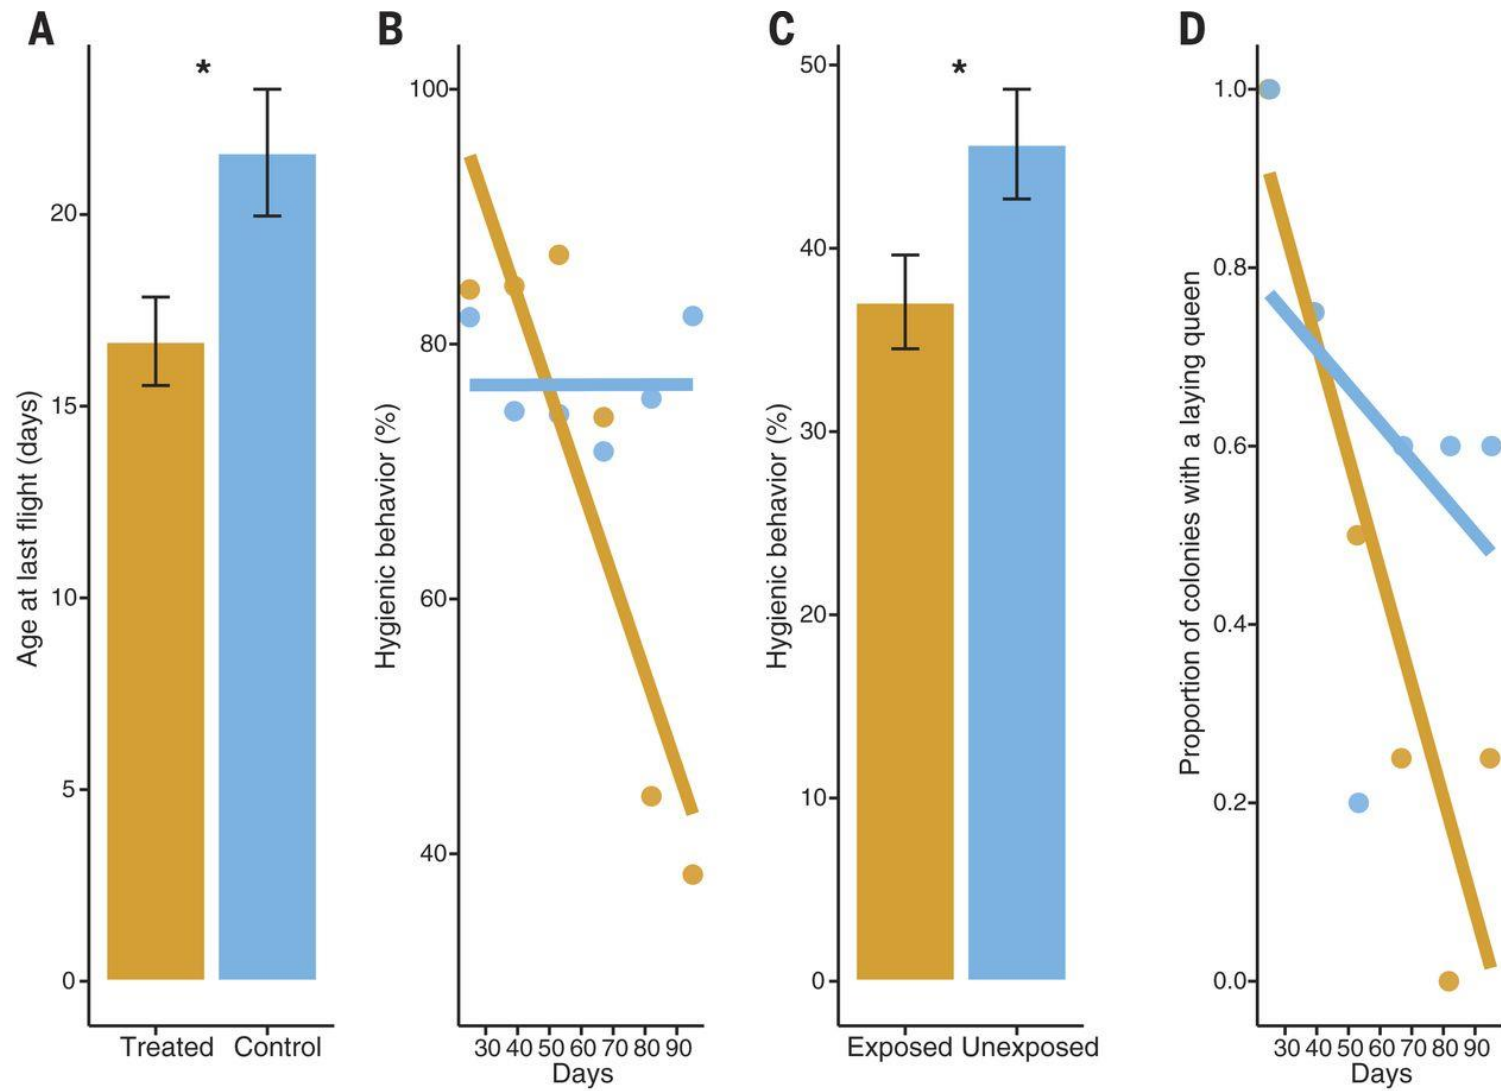 A
*
Age at last flight (days)
20
15
10
5
0
Treated Control
B
Hygienic behavior (%)
100
80
60
40
30 40 50 60 70 80 90
Days
C
*
Hygienic behavior (%)
50
40
30
20
10
0
Exposed Unexposed
D
Proportion of colonies with a laying queen
1.0
0.8
0.6
0.4
0.2
0.0
30 40 50 60 70 80 90
Days